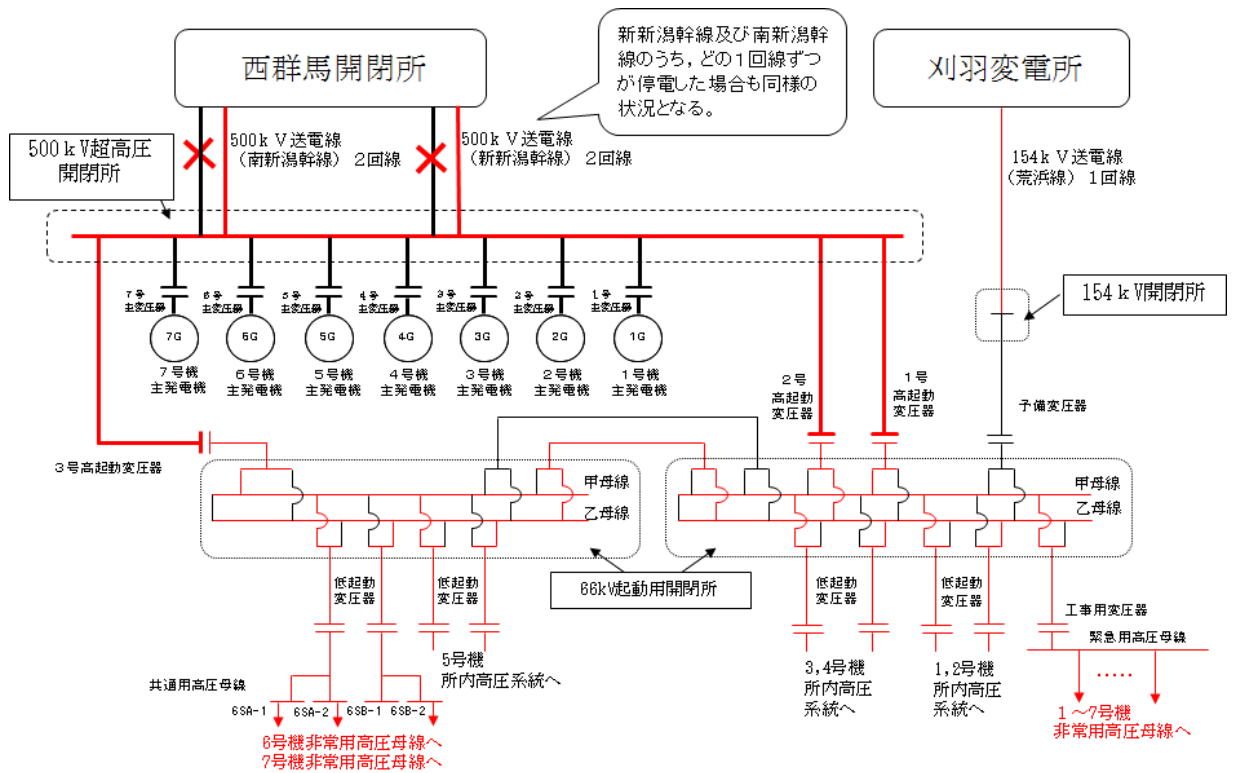 西群馬開閉所
新新潟幹線及び南新潟幹
線のうち，どの１回線ずつ
が停電した場合も同様の
状況となる。
刈羽変電所
500ｋＶ超高圧
開閉所
500ｋＶ送電線
（南新潟幹線）２回線
500ｋＶ送電線
（新新潟幹線）２回線
154ｋＶ送電線
（荒浜線）１回線
154ｋＶ開閉所
７号
主変圧器
６号
主変圧器
５号
主変圧器
４号
主変圧器
３号
主変圧器
２号
主変圧器
１号
主変圧器
7G
6G
5G
4G
3G
2G
1G
７号機
主発電機
６号機
主発電機
５号機
主発電機
４号機
主発電機
３号機
主発電機
２号機
主発電機
１号機
主発電機
２号
高起動
変圧器
１号
高起動
変圧器
予備変圧器
３号高起動変圧器
甲母線
乙母線
甲母線
乙母線
66kV起動用開閉所
低起動
変圧器
低起動
変圧器
低起動
変圧器
低起動
変圧器
工事用変圧器
緊急用高圧母線
5号機
所内高圧系統へ
3,4号機
所内高圧
系統へ
1,2号機
所内高圧
系統へ
共通用高圧母線
6SA-1
6SA-2
6SB-1
6SB-2
6号機非常用高圧母線へ
7号機非常用高圧母線へ
.....
1～7号機
非常用高圧母線へ